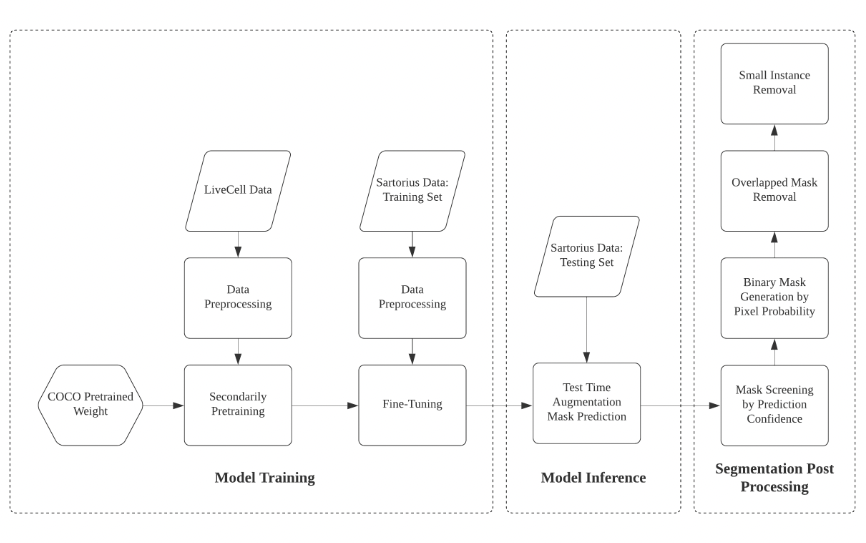 LiveCell Data
Sartorius Data:
Training Set
Data
Preprocessing
Data
Preprocessing
COCO Pretrained
Weight
Secondarily
Pretraining
Fine-Tuning
Model Training
Sartorius Data:
Testing Set
Test Time
Augmentation
Mask Prediction
Model Inference
Small Instance
Removal
Overlapped Mask
Removal
Binary Mask
Generation by
Pixel Probability
Mask Screening
by Prediction
Confidence
Segmentation Post
Processing